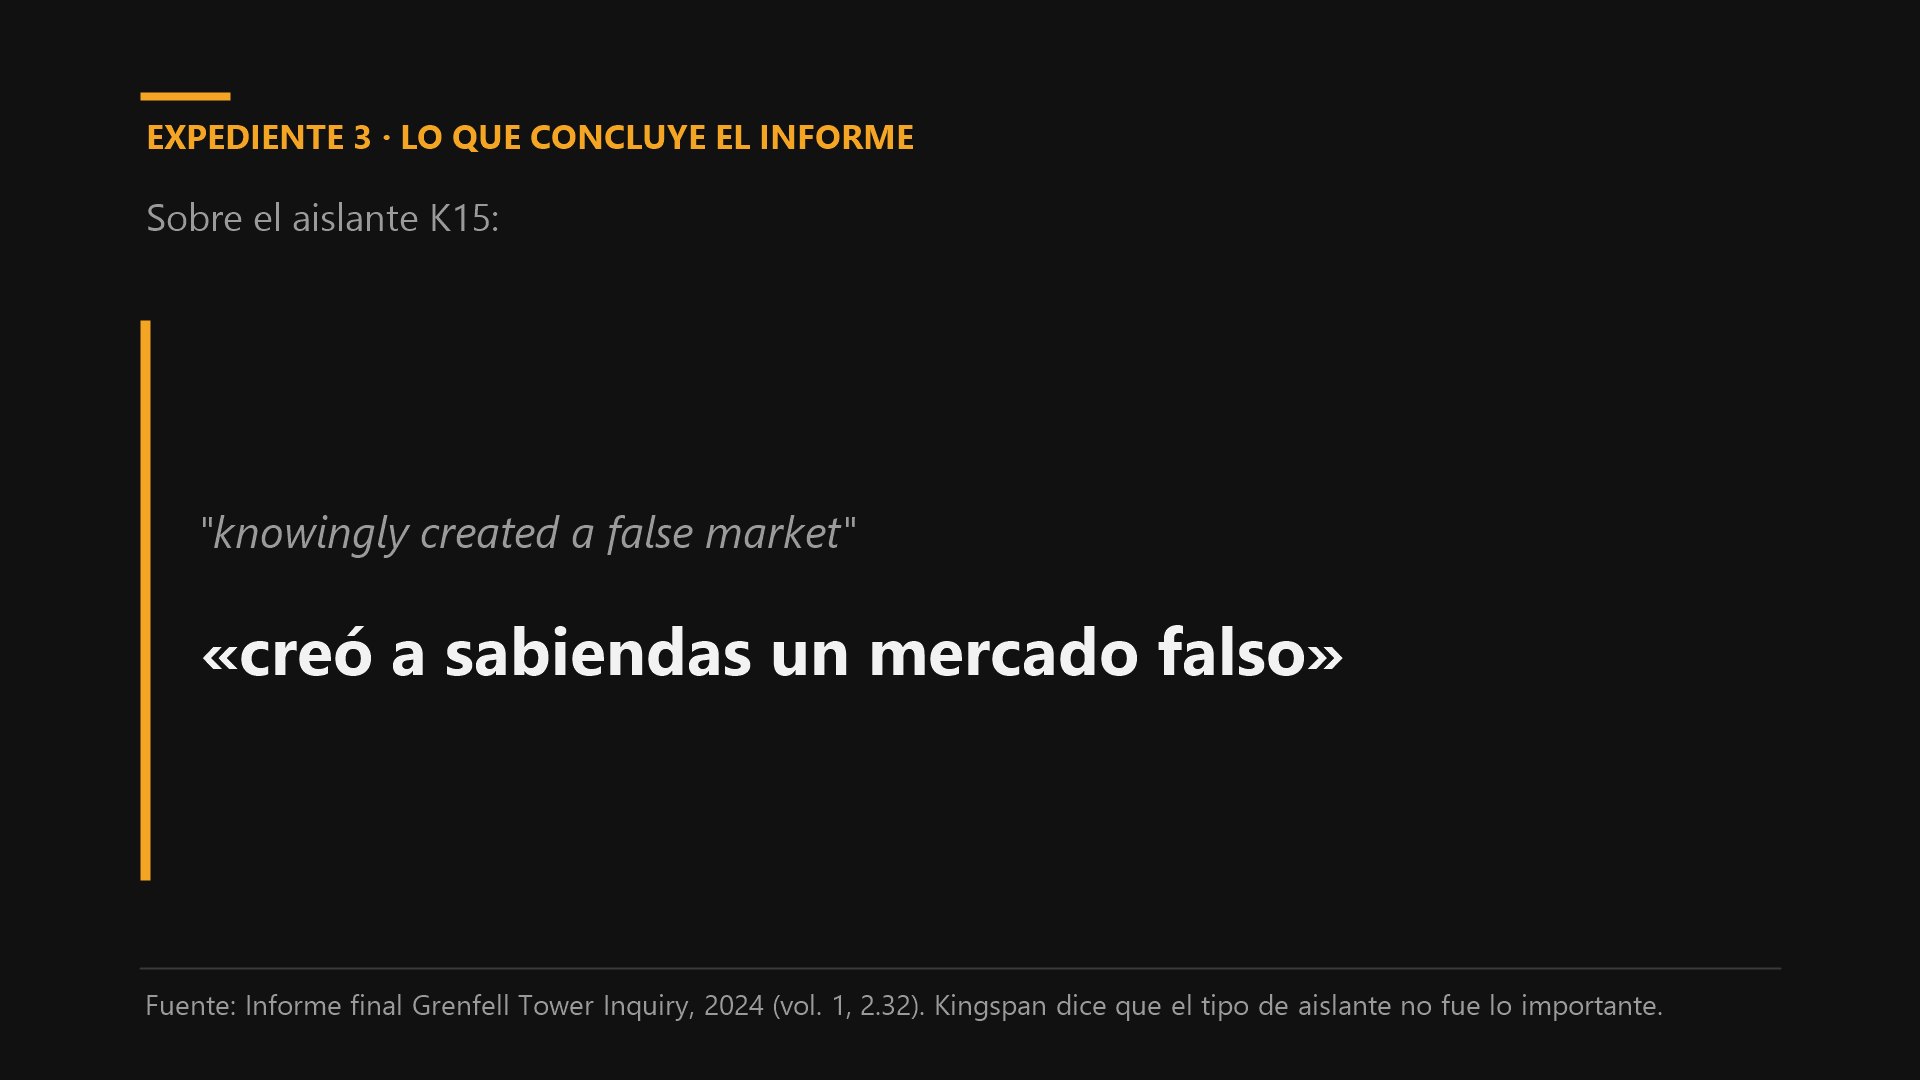 EXPEDIENTE 3 · LO QUE CONCLUYE EL INFORME
Sobre el aislante K15:
"knowingly created a false market"
«creó a sabiendas un mercado falso»
Fuente: Informe final Grenfell Tower Inquiry, 2024 (vol. 1, 2.32). Kingspan dice que el tipo de aislante no fue lo importante.